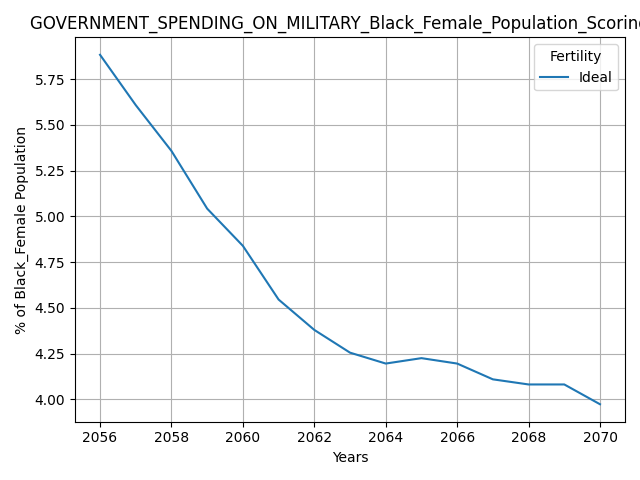 GOVERNMENT_SPENDING_ON_MILITARY_Black_Female_Population_Scorin
Fertility
Ideal
5.75
5.50
5.25
5.00
4.75
4.50
4.25
4.00
% of Black_Female Population
2056 2058 2060 2062 2064 2066 2068 2070
Years